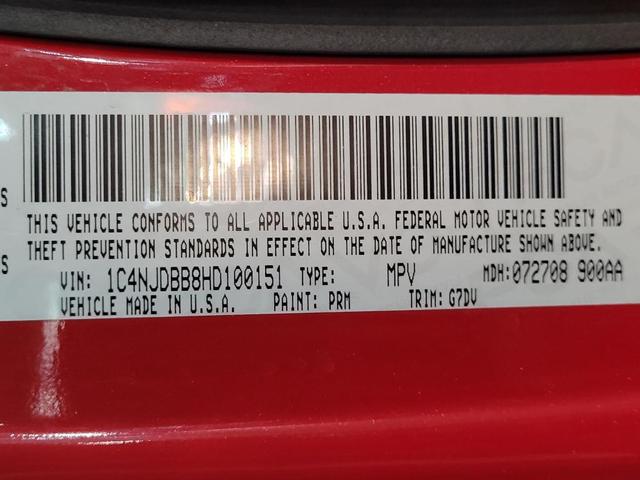 THIS VEHICLE CONFORMS TO ALL APPLICABLE U.S.A. FEDERAL MOTOR VEHICLE SAFETY AND
THEFT PREVENTION STANDARDS IN EFFECT ON THE DATE OF MANUFACTURE SHOWN ABOVE.
VIN: 1C4NJDBB8HD100151 TYPE: MPV MDH:072708 900AA
VEHICLE MADE IN U.S.A. PAINT: PRM TRIM: G7DV